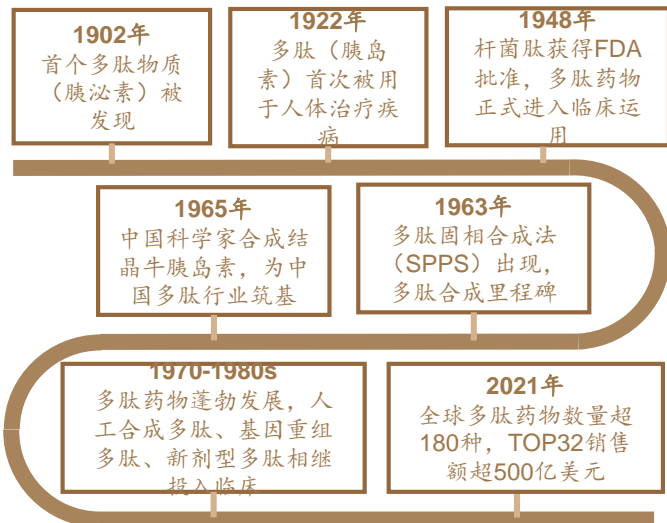 1902年
首个多肽物质
（胰泌素）被
发现
1922年
多肽（胰岛
素）首次被用
于人体治疗疾
病
1948年
杆菌肽获得FDA
批准，多肽药物
正式进入临床运
用
1965年
中国科学家合成结
晶牛胰岛素，为中
国多肽行业筑基
1963年
多肽固相合成法
（SPPS）出现，
多肽合成里程碑
1970-1980s
多肽药物蓬勃发展，人
工合成多肽、基因重组
多肽、新剂型多肽相继
投入临床
2021年
全球多肽药物数量超
180种，TOP32销售
额超500亿美元